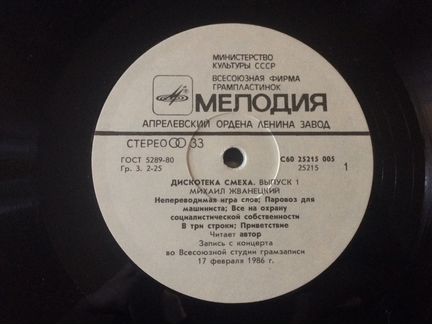 МИНИСТЕРСТВО
КУЛЬТУРЫ СССР
ВСЕСОЮЗНАЯ ФИРМА
ГРАМПЛАСТИНОК
МЕЛОДИЯ
АПРЕЛЕВСКИЙ ОРДЕНА ЛЕНИНА ЗАВОД
СТЕРЕО 33
ГОСТ 5289-80 С60 25215 005
Гр. 3. 2-25 25215 1
ДИСКОТЕКА СМЕХА. ВЫПУСК 1
МИХАИЛ ЖВАНЕЦКИЙ
Непереводимая игра слов; Паровоз для
машиниста; Все на охрану
социалистической собственности
В три строки; Приветствие
Читает автор
Запись с концерта
во Всесоюзной студии грамзаписи
17 февраля 1986 г.